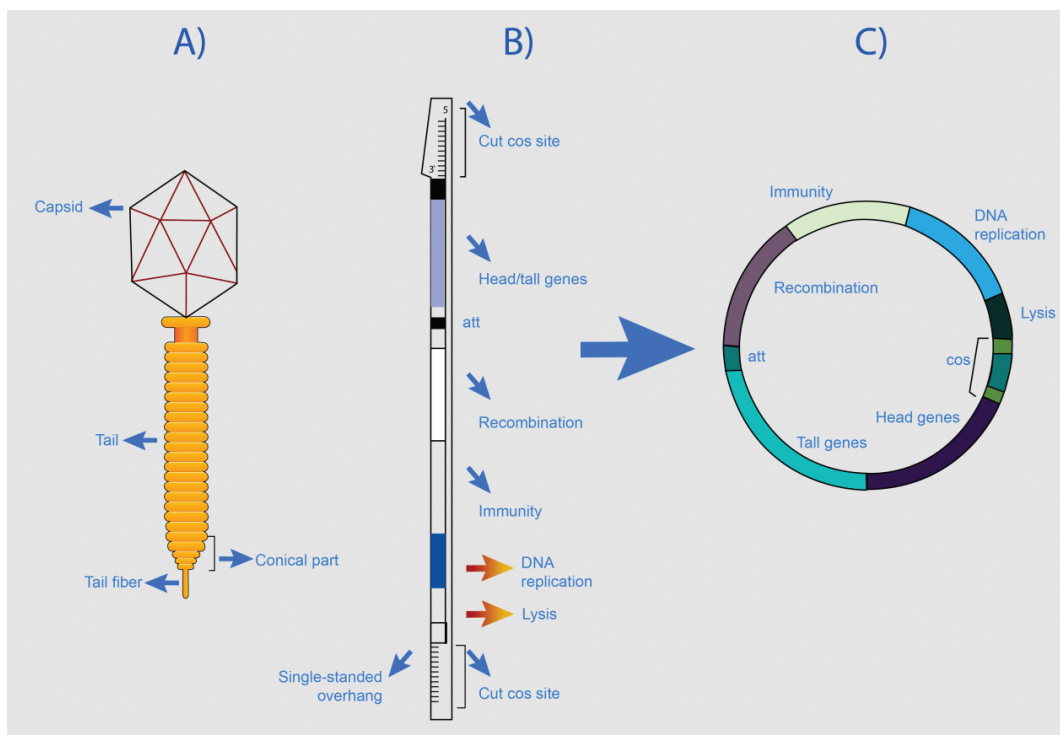 A)
B)
C)
Capsid
Tail
Conical part
Tail fiber
5
Cut cos site
3'
Head/tall genes
att
Recombination
Immunity
DNA
replication
Lysis
Single-standed
overhang
Cut cos site
Immunity
DNA
replication
Recombination
Lysis
att
cos
Head genes
Tall genes